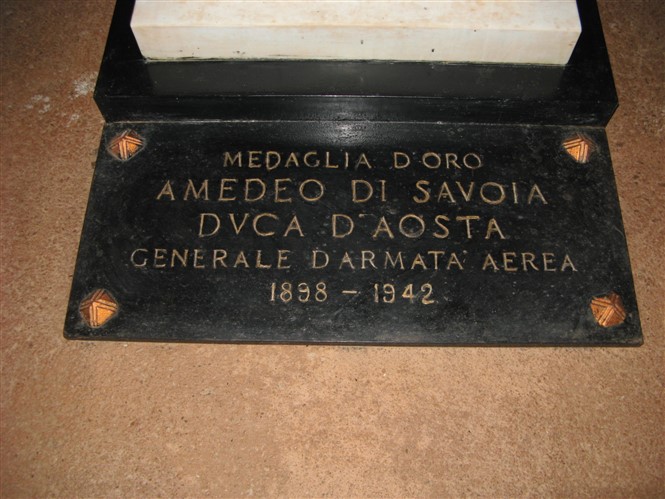 MEDAGLIA D'ORO
AMEDEO DI SAVOIA
DVCA D'AOSTA
GENERALE D'ARMATA AEREA
1898 - 1942